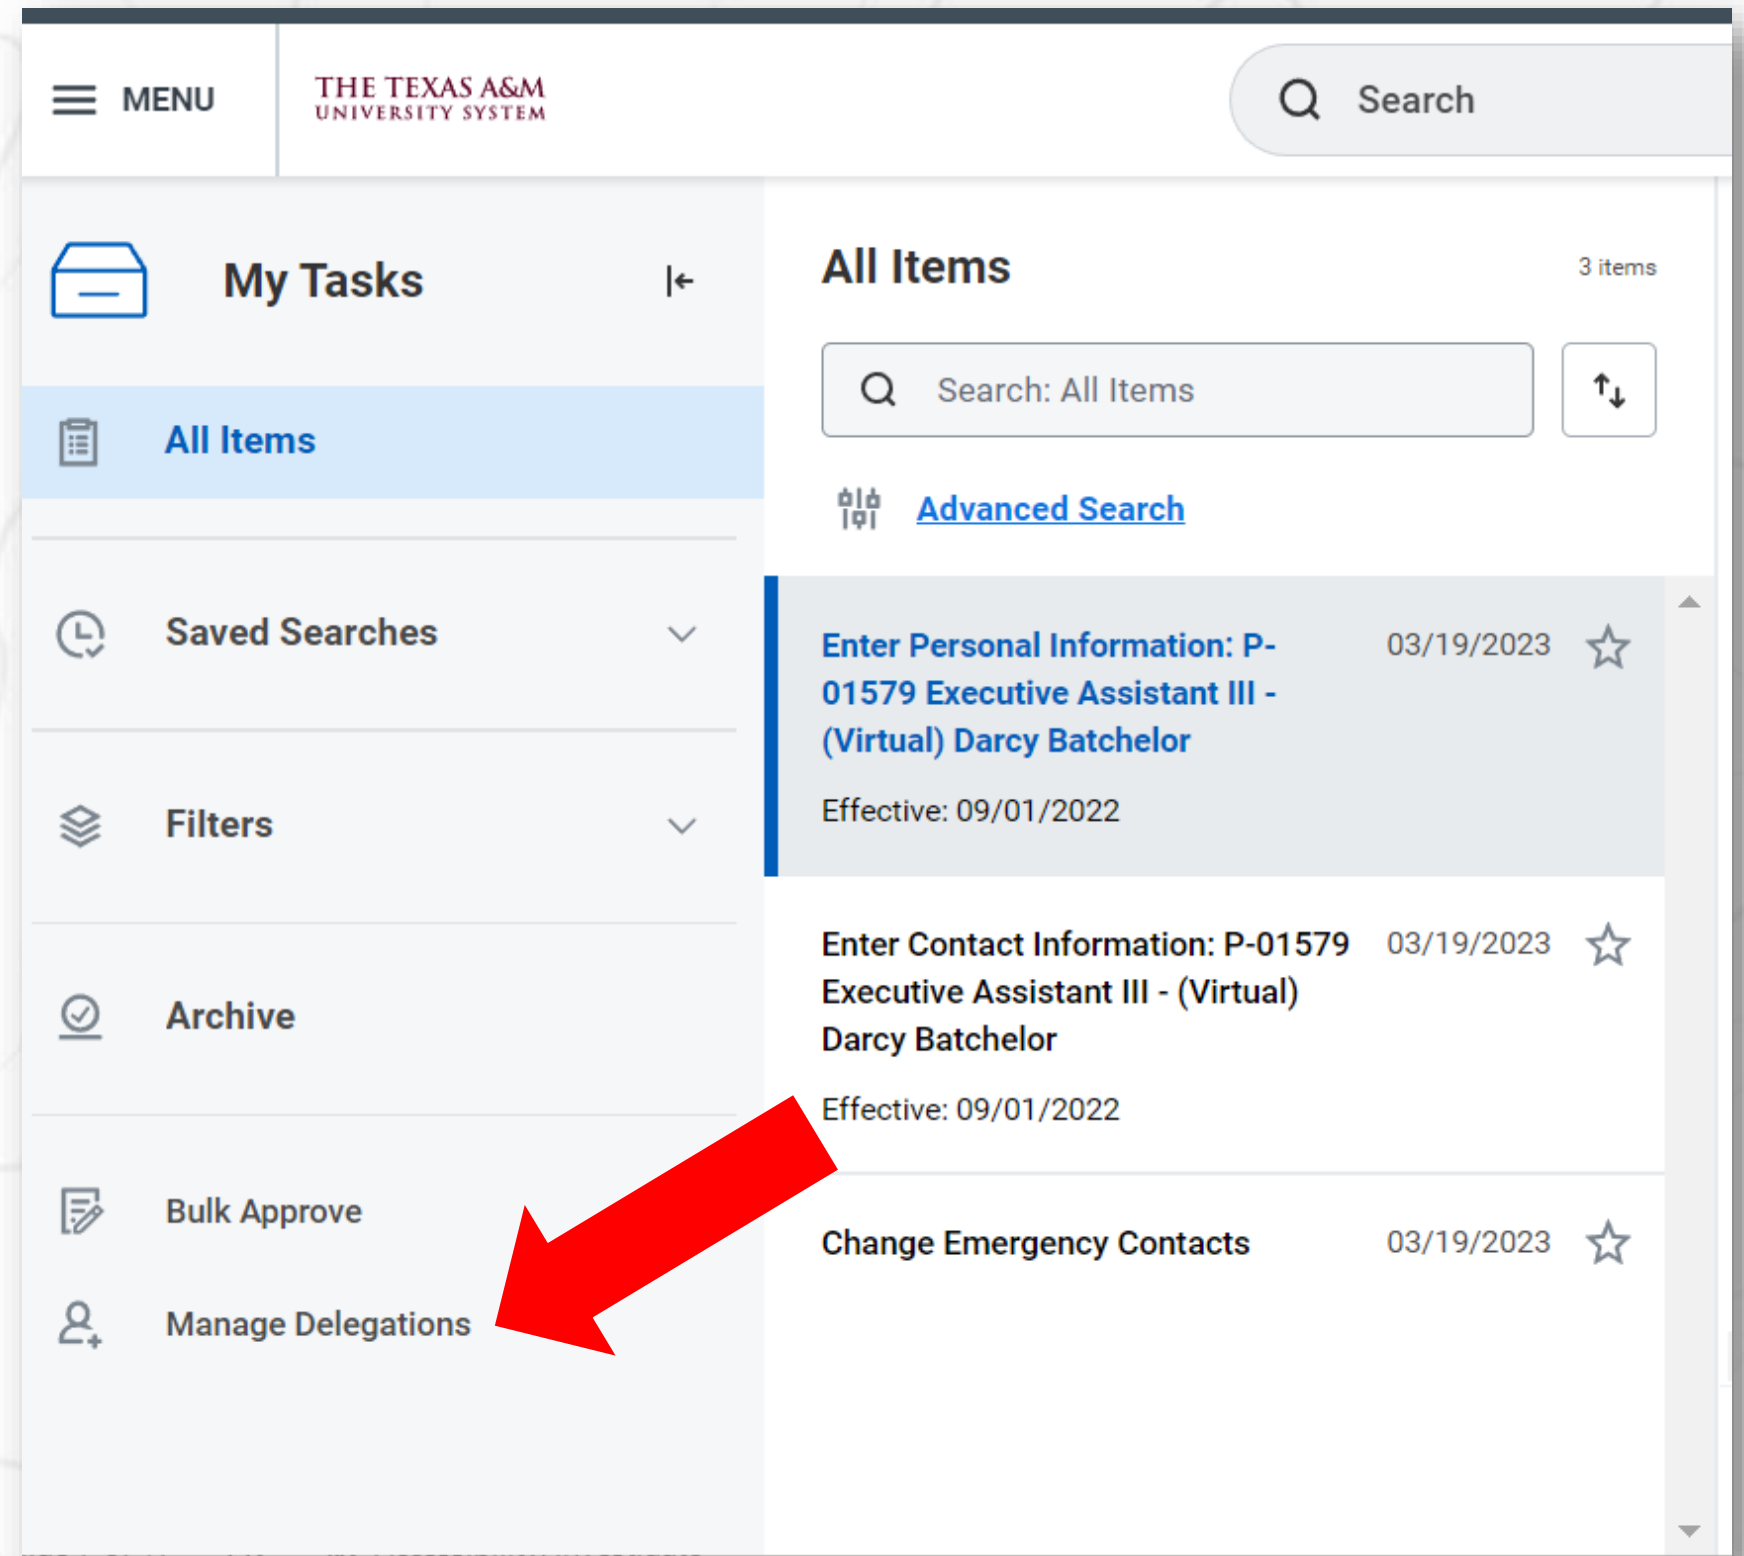 MENU
THE TEXAS A&M
UNIVERSITY SYSTEM
Search
My Tasks
All Items
Saved Searches
Filters
Archive
Bulk Approve
Manage Delegations
All Items
3 items
Search: All Items
Advanced Search
Enter Personal Information: P-
01579 Executive Assistant III -
(Virtual) Darcy Batchelor
03/19/2023
Effective: 09/01/2022
Enter Contact Information: P-01579
Executive Assistant III - (Virtual)
Darcy Batchelor
03/19/2023
Effective: 09/01/2022
Change Emergency Contacts
03/19/2023